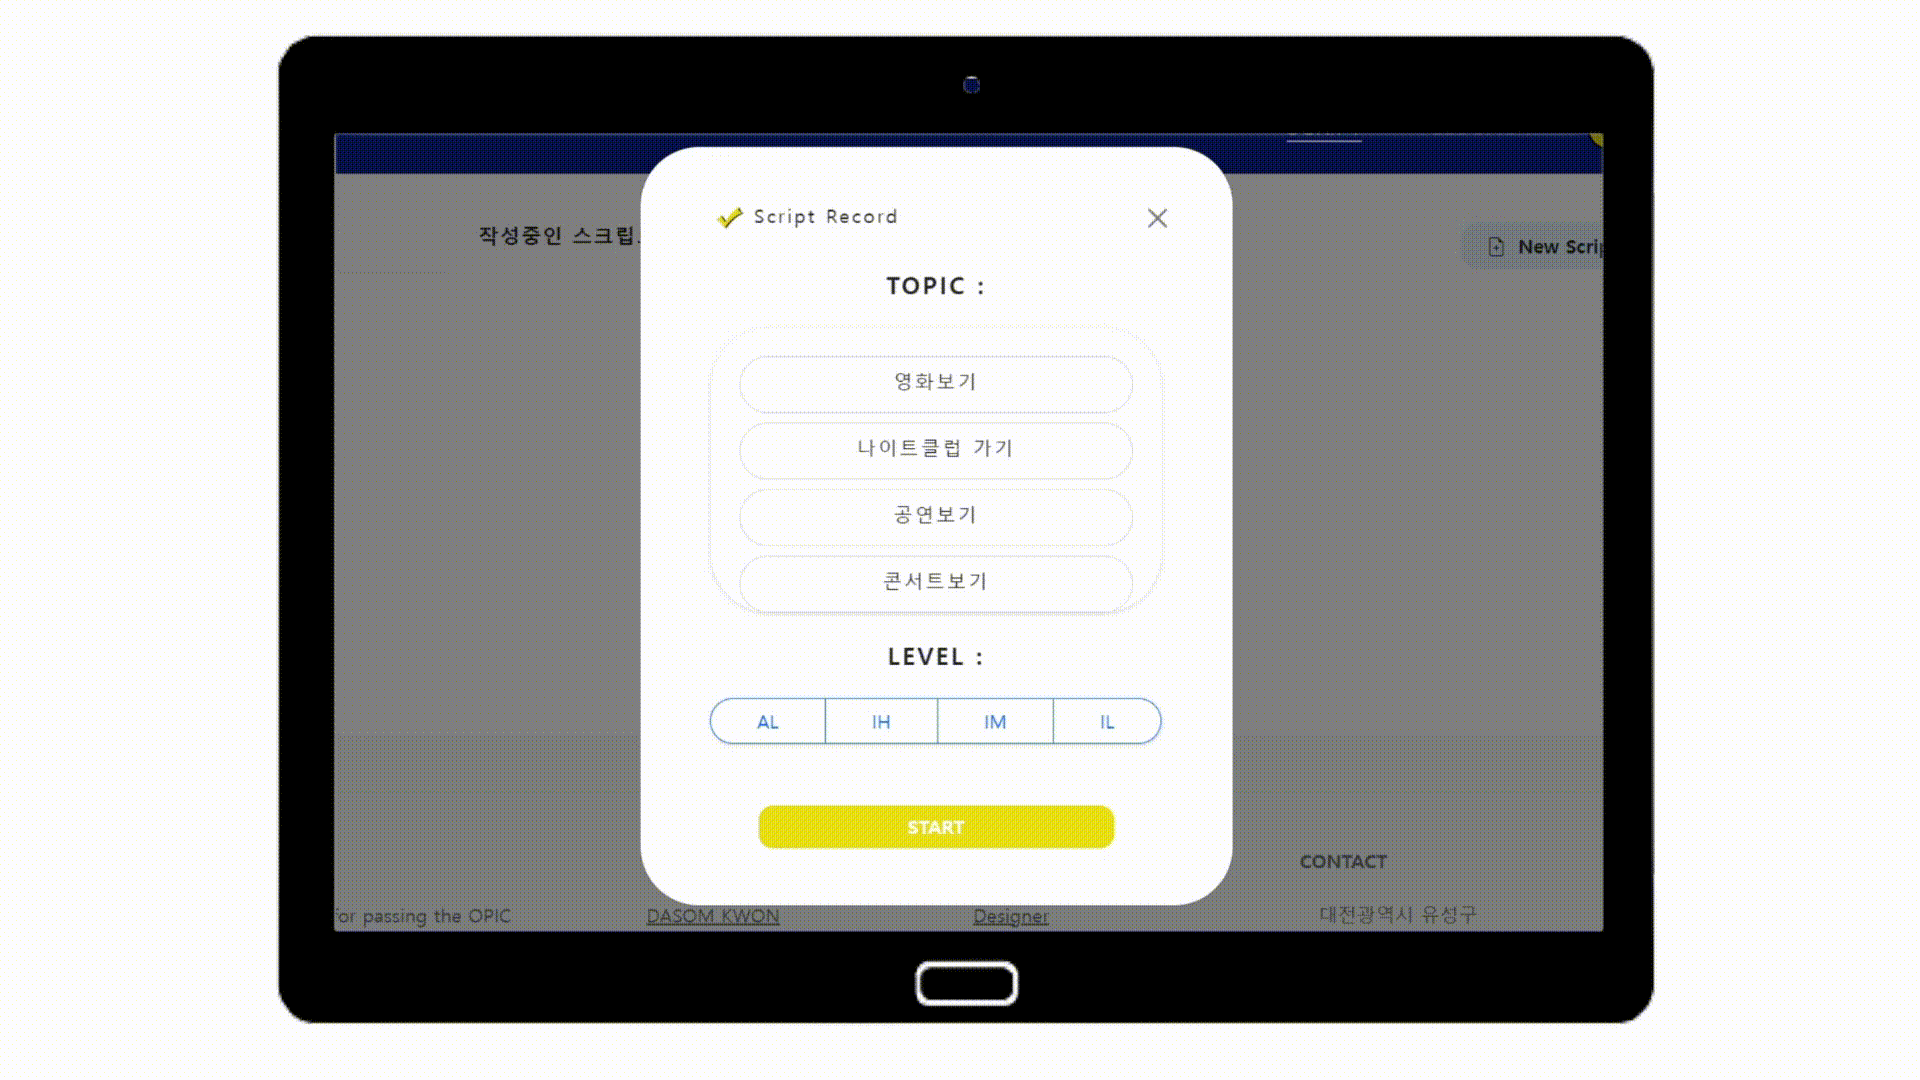 Script Record
작성중인 스크립
New Scrip
TOPIC :
영화보기
나이트클럽 가기
공연보기
콘서트보기
LEVEL :
AL IH IM IL
START
CONTACT
for passing the OPIC
DASOM KWON
Designer
대전광역시 유성구